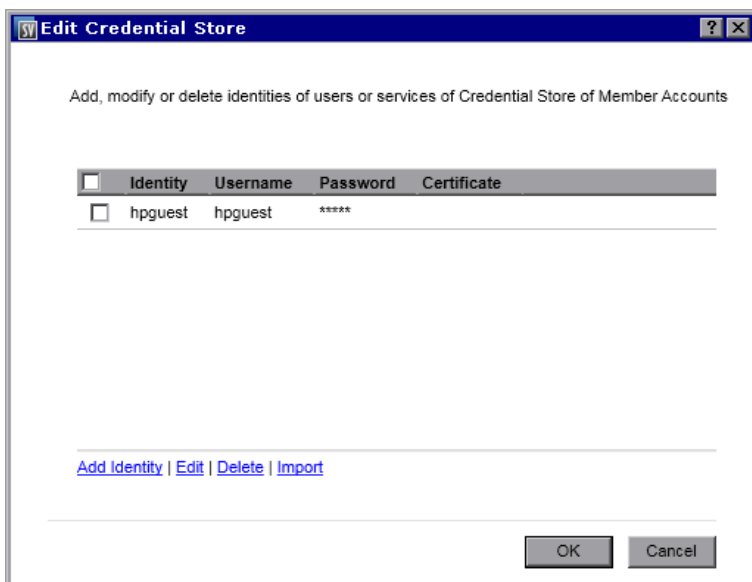 SV Edit Credential Store ? X
Add, modify or delete identities of users or services of Credential Store of Member Accounts
Identity Username Password Certificate
hpguest hpguest *****
Add Identity | Edit | Delete | Import
OK Cancel